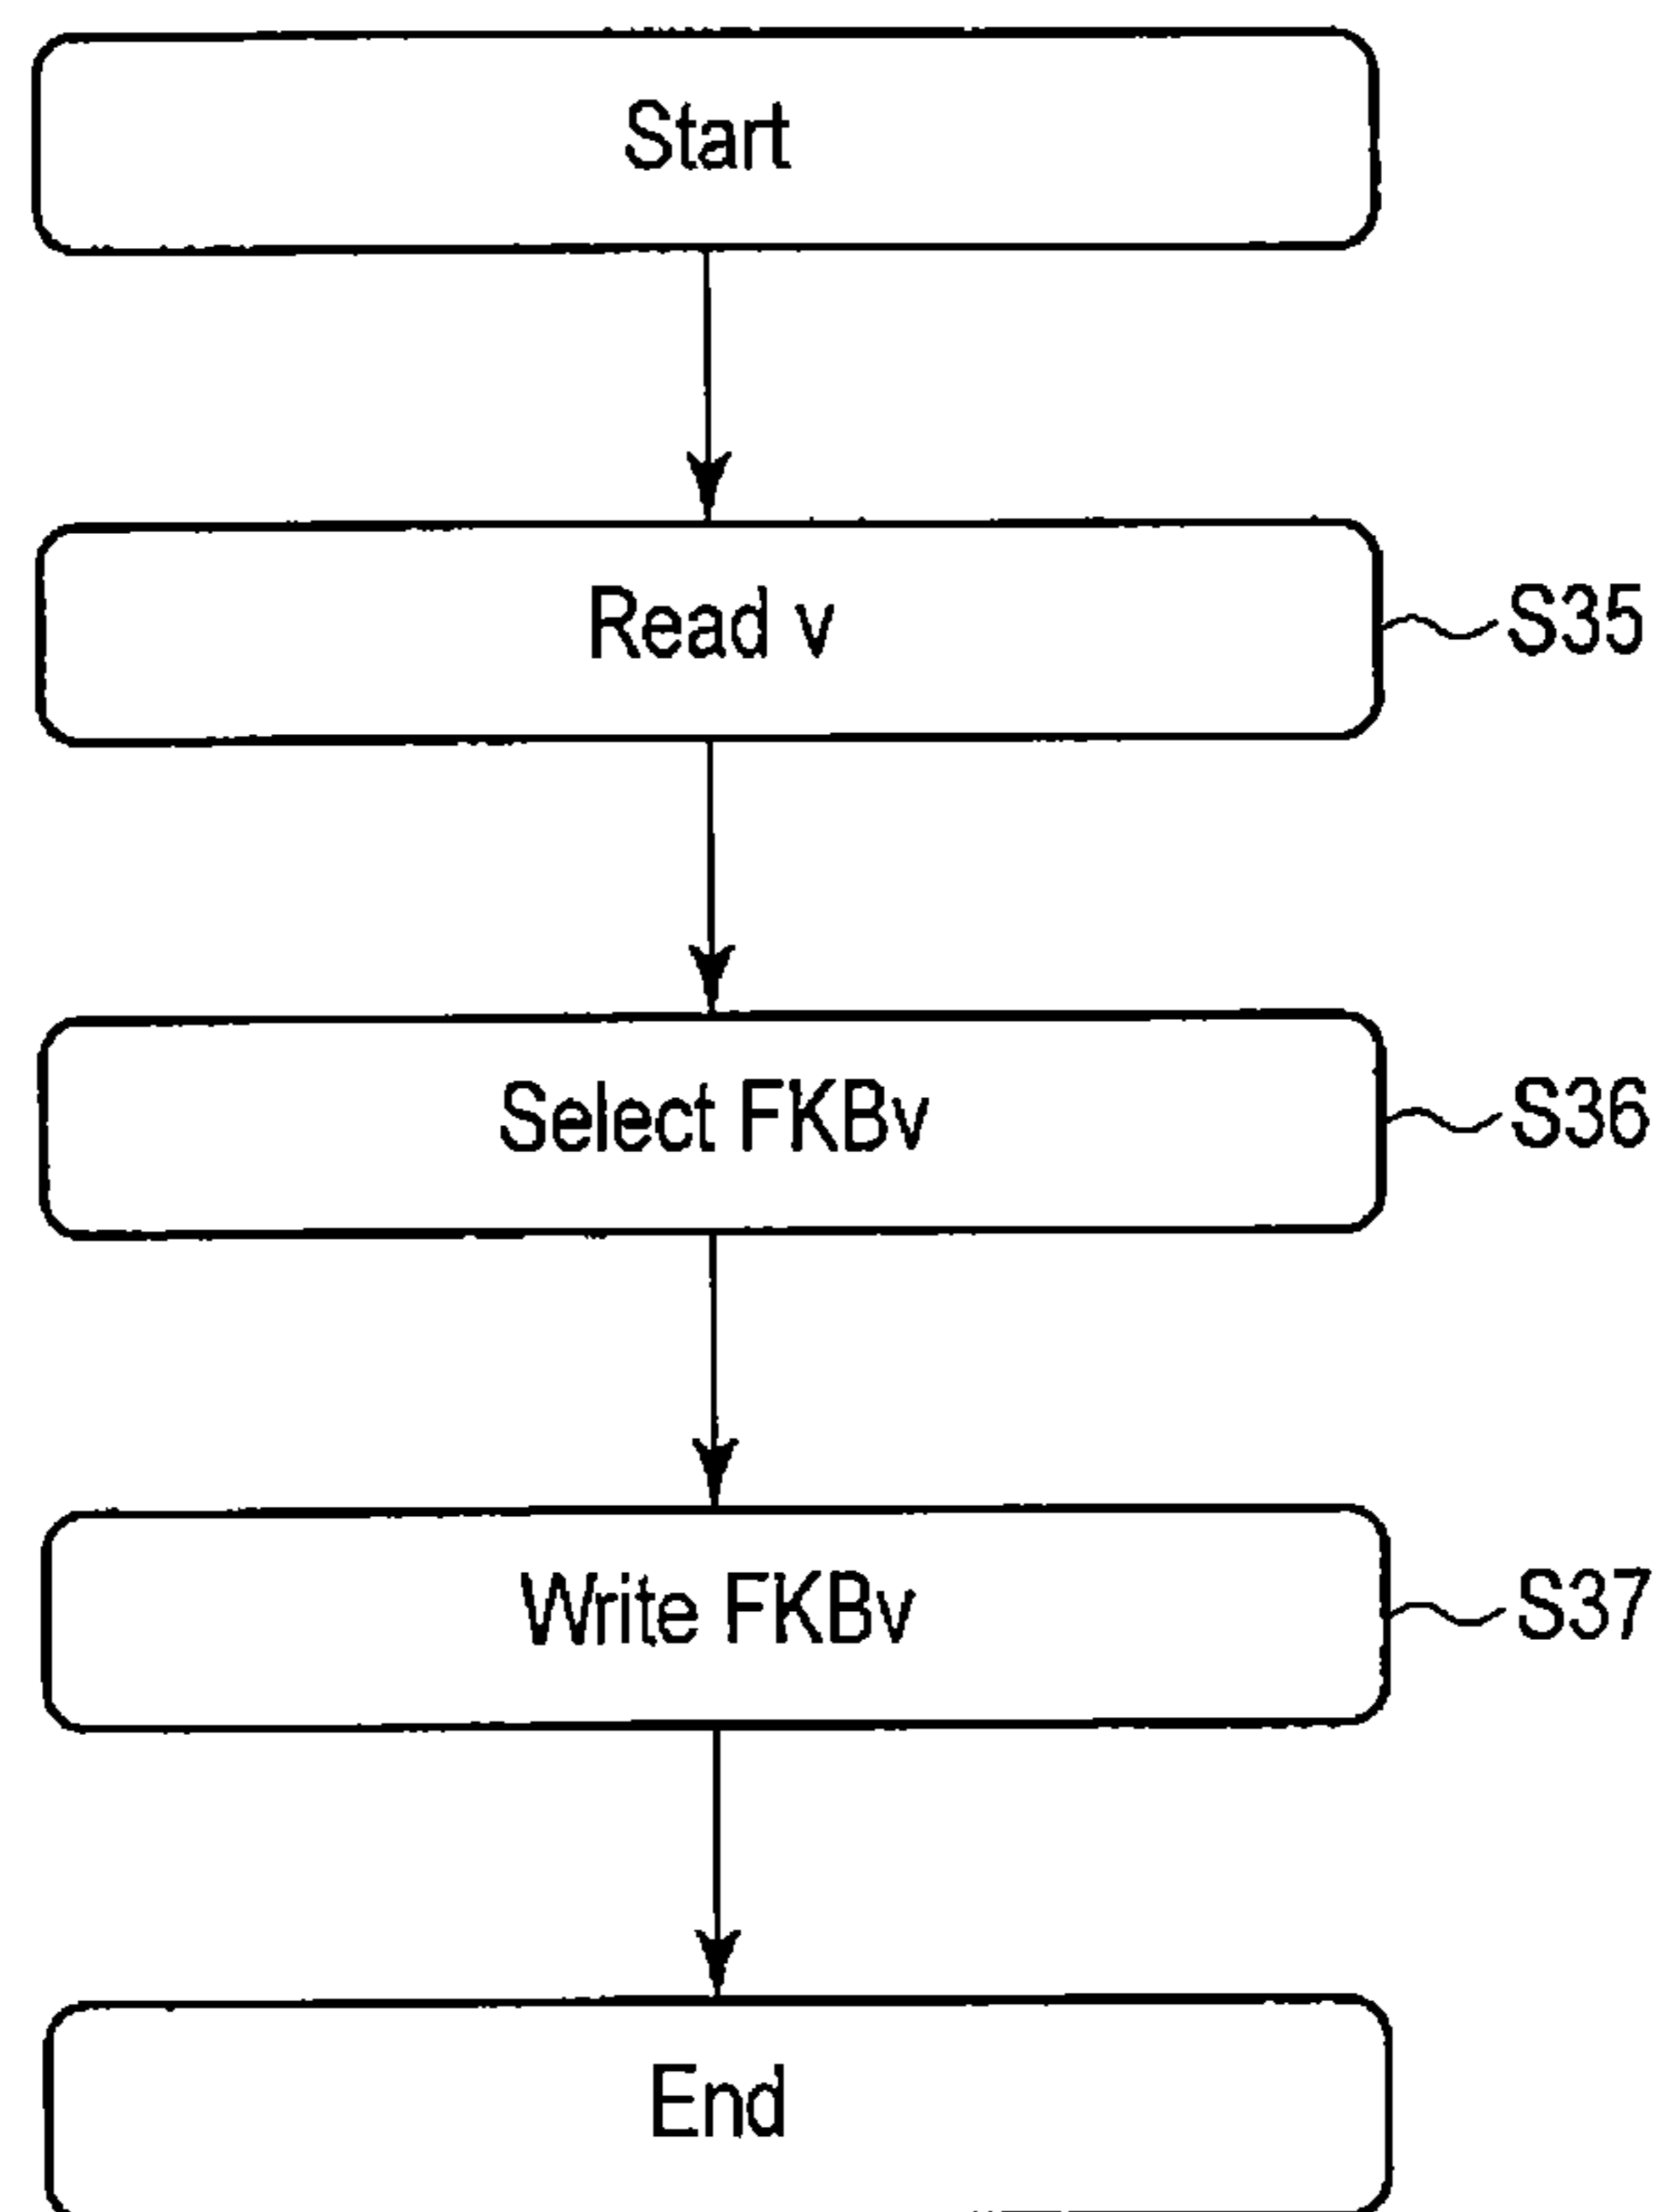 Start
Read v
S35
Select FKBv
S36
Write FKBv
S37
End